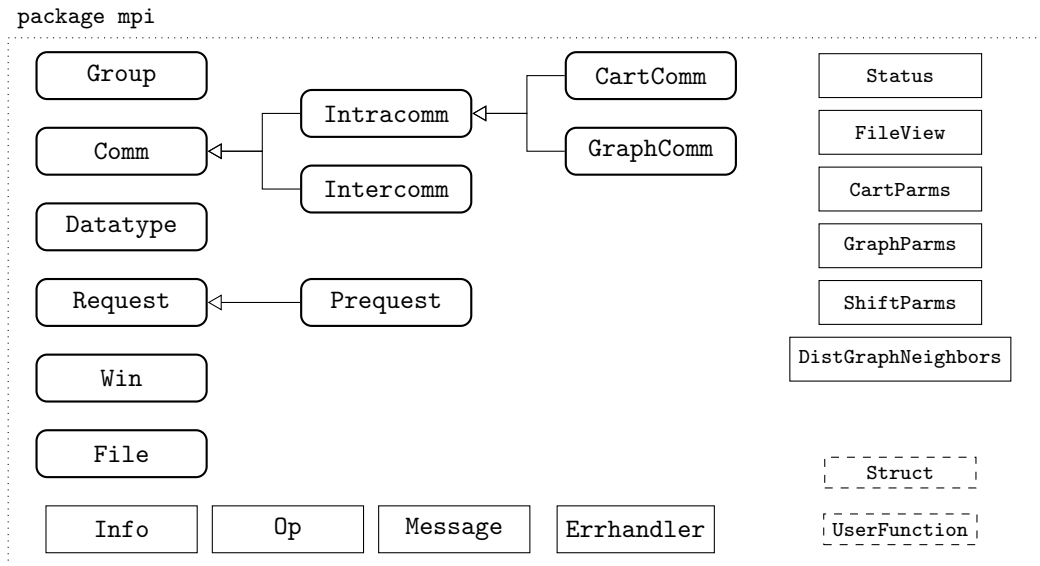 package mpi
Group
Comm
Datatype
Request
Win
File
Intracomm
Intercomm
Prequest
CartComm
GraphComm
Status
FileView
CartParms
GraphParms
ShiftParms
DistGraphNeighbors
Struct
UserFunction
Info
Op
Message
Errhandler